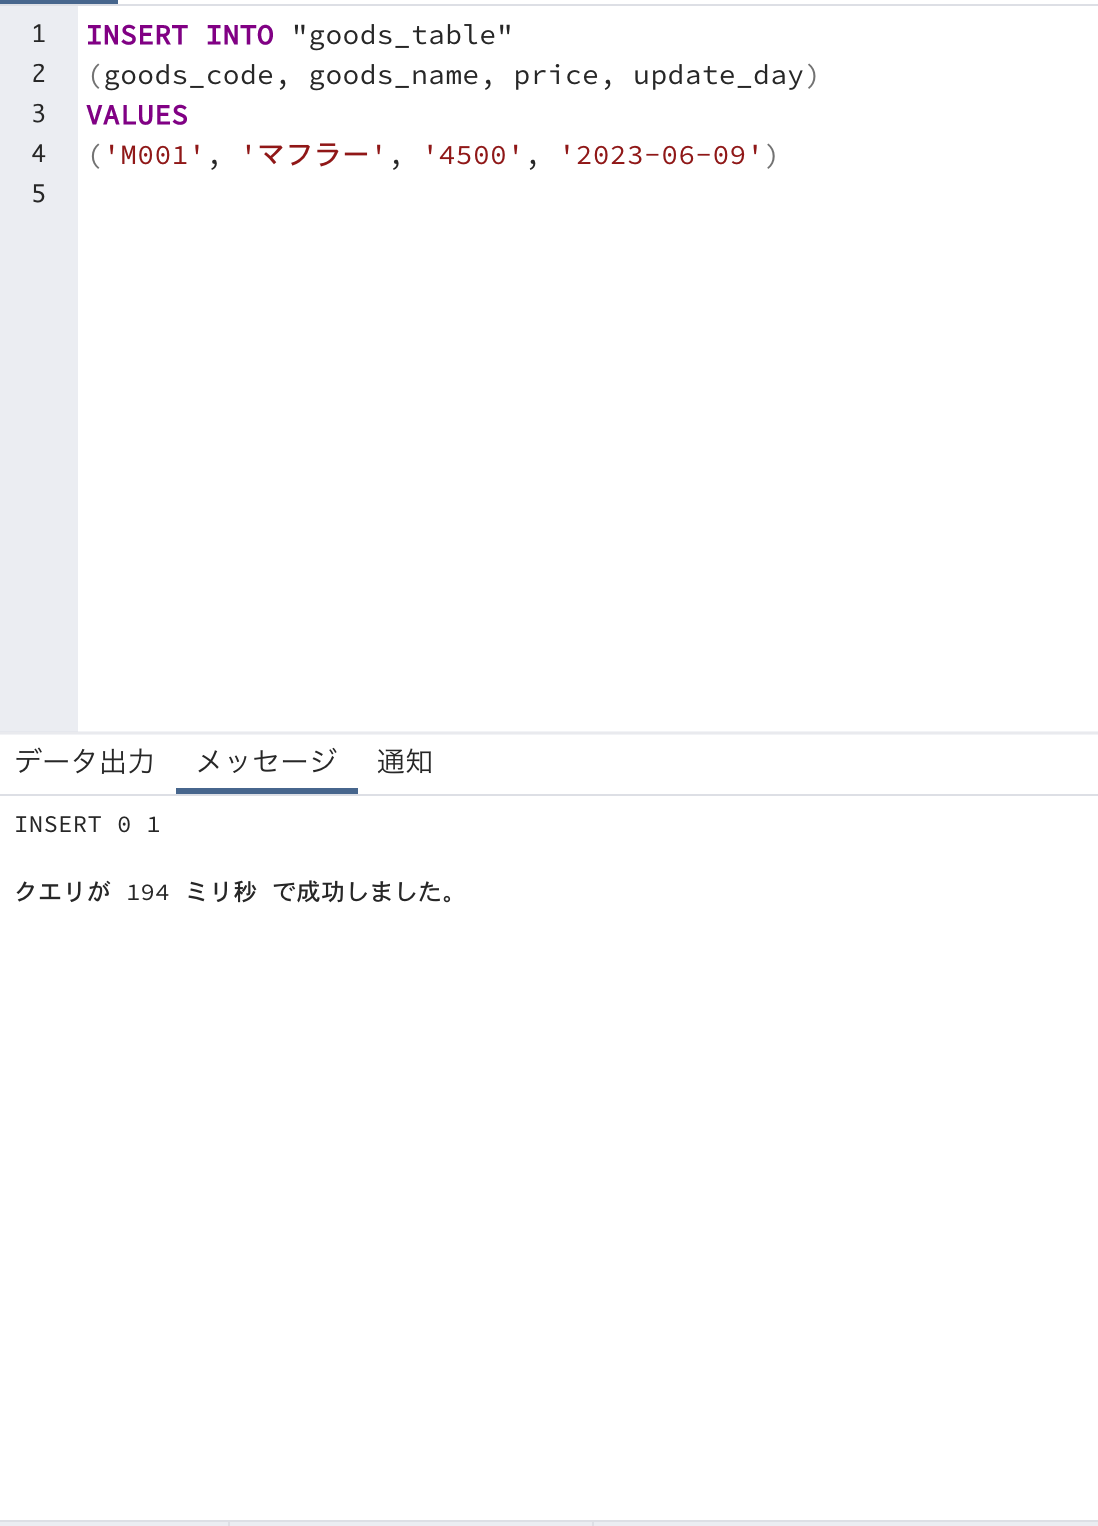 1 INSERT INTO "goods_table"
2 (goods_code, goods_name, price, update_day)
3 VALUES
4 ('M001', 'マフラー', '4500', '2023-06-09')
5
データ出力 メッセージ 通知
INSERT 0 1
クエリが 194 ミリ秒 で成功しました。